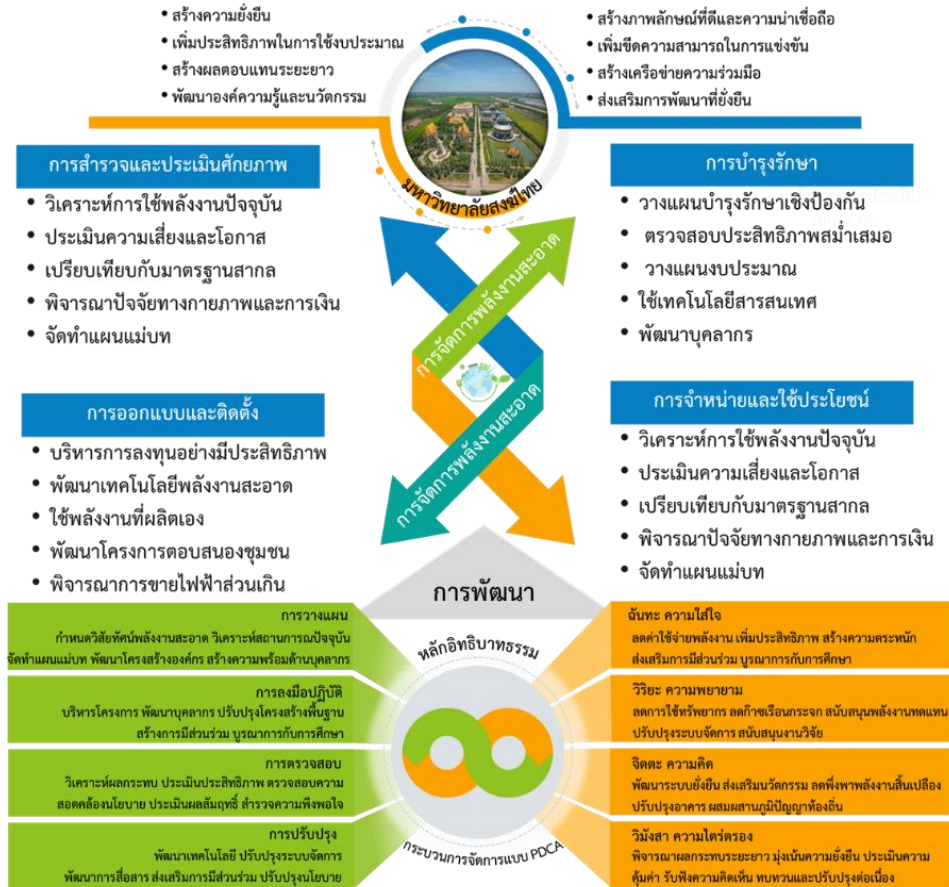 • สร้างความยั่งยืน
• เพิ่มประสิทธิภาพในการใช้งบประมาณ
• สร้างผลตอบแทนระยะยาว
• พัฒนาองค์ความรู้และนวัตกรรม
• สร้างภาพลักษณ์ที่ดีและความน่าเชื่อถือ
• เพิ่มขีดความสามารถในการแข่งขัน
• สร้างเครือข่ายความร่วมมือ
• ส่งเสริมการพัฒนาที่ยั่งยืน
มหาวิทยาลัยสงฆ์ไทย
การสำรวจและประเมินศักยภาพ
• วิเคราะห์การใช้พลังงานปัจจุบัน
• ประเมินความเสี่ยงและโอกาส
• เปรียบเทียบกับมาตรฐานสากล
• พิจารณาปัจจัยทางกายภาพและการเงิน
• จัดทำแผนแม่บท
การบำรุงรักษา
• วางแผนบำรุงรักษาเชิงป้องกัน
• ตรวจสอบประสิทธิภาพสม่ำเสมอ
• วางแผนงบประมาณ
• ใช้เทคโนโลยีสารสนเทศ
• พัฒนาบุคลากร
การจัดการพลังงานสะอาด
การจัดการพลังงานสะอาด
การออกแบบและติดตั้ง
• บริหารการลงทุนอย่างมีประสิทธิภาพ
• พัฒนาเทคโนโลยีพลังงานสะอาด
• ใช้พลังงานที่ผลิตเอง
• พัฒนาโครงการตอบสนองชุมชน
• พิจารณาการขายไฟฟ้าส่วนเกิน
การจำหน่ายและใช้ประโยชน์
• วิเคราะห์การใช้พลังงานปัจจุบัน
• ประเมินความเสี่ยงและโอกาส
• เปรียบเทียบกับมาตรฐานสากล
• พิจารณาปัจจัยทางกายภาพและการเงิน
• จัดทำแผนแม่บท
การพัฒนา
หลักอิทธิบาทธรรม
การวางแผน
กำหนดวิสัยทัศน์พลังงานสะอาด วิเคราะห์สถานการณ์ปัจจุบัน
จัดทำแผนแม่บท พัฒนาโครงสร้างองค์กร สร้างความพร้อมด้านบุคลากร
การลงมือปฏิบัติ
บริหารโครงการ พัฒนาบุคลากร ปรับปรุงโครงสร้างพื้นฐาน
สร้างการมีส่วนร่วม บูรณาการกับการศึกษา
การตรวจสอบ
วิเคราะห์ผลกระทบ ประเมินประสิทธิภาพ ตรวจสอบความ
สอดคล้องนโยบาย ประเมินผลสัมฤทธิ์ สำรวจความพึงพอใจ
การปรับปรุง
พัฒนาเทคโนโลยี ปรับปรุงระบบจัดการ
พัฒนาการสื่อสาร ส่งเสริมการมีส่วนร่วม ปรับปรุงนโยบาย
ฉันทะ ความใส่ใจ
ลดค่าใช้จ่ายพลังงาน เพิ่มประสิทธิภาพ สร้างความตระหนัก
ส่งเสริมการมีส่วนร่วม บูรณาการกับการศึกษา
วิริยะ ความพยายาม
ลดการใช้ทรัพยากร ลดก๊าซเรือนกระจก สนับสนุนพลังงานทดแทน
ปรับปรุงระบบจัดการ สนับสนุนงานวิจัย
จิตตะ ความคิด
พัฒนาระบบยั่งยืน ส่งเสริมนวัตกรรม ลดพึ่งพาพลังงานสิ้นเปลือง
ปรับปรุงอาคาร ผสมผสานภูมิปัญญาท้องถิ่น
วิมังสา ความไตร่ตรอง
พิจารณาผลกระทบระยะยาว มุ่งเน้นความยั่งยืน ประเมินความ
คุ้มค่า รับฟังความคิดเห็น ทบทวนและปรับปรุงต่อเนื่อง
กระบวนการจัดการแบบ PDCA